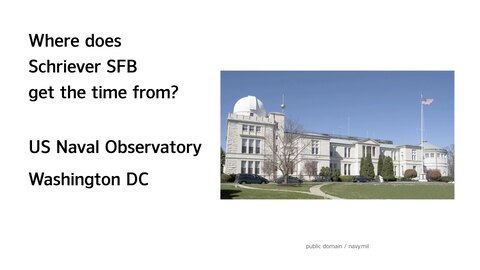 Where does
Schriever SFB
get the time from?
US Naval Observatory
Washington DC
public domain / navy.mil